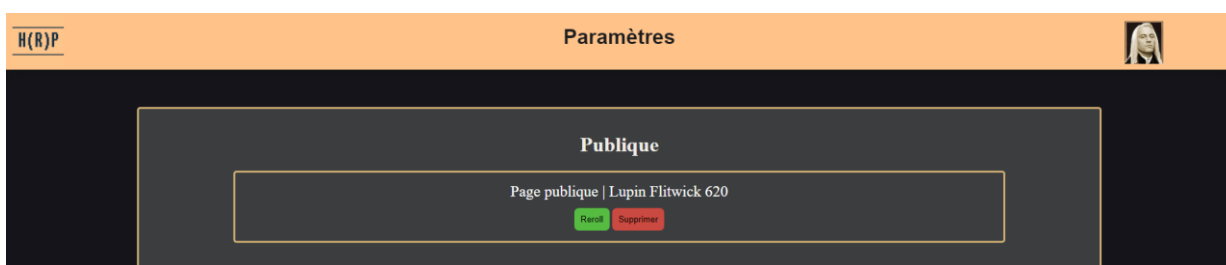 H(R)P
Paramètres
Publique
Page publique | Lupin Flitwick 620
Reroll
Supprimer